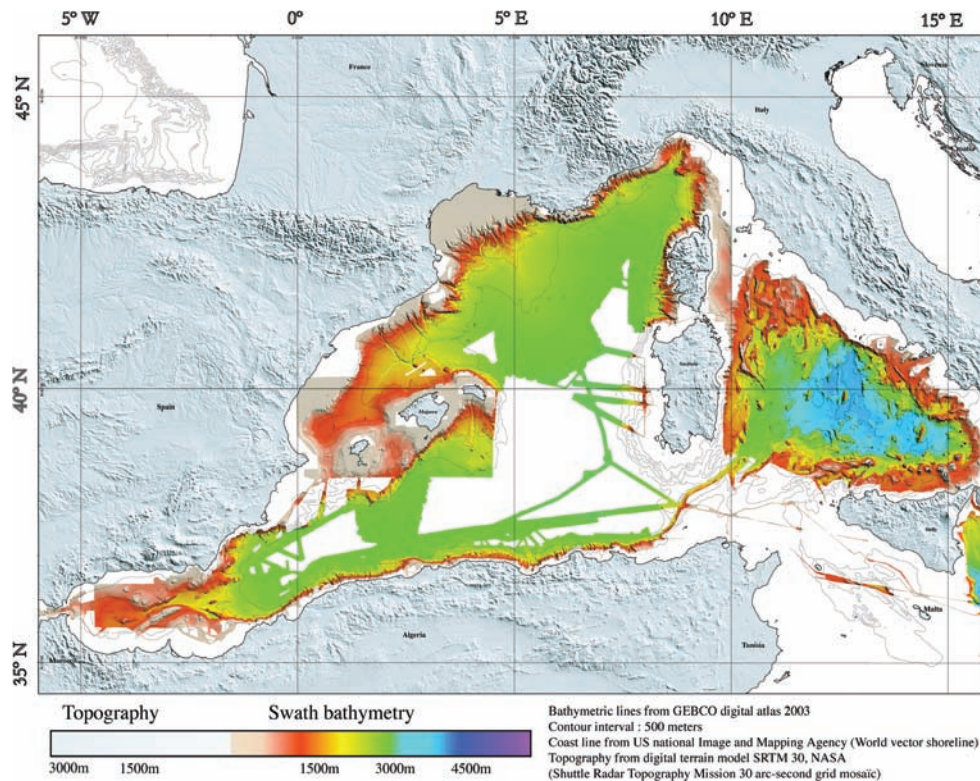 5° W 0° 5° E 10° E 15° E
45° N
France
Slovenia
Italy
40° N
Spain
Majorca
Sardinia
Italy
Malta
35° N
Algeria
Tunisia
Topography Swath bathymetry
3000m 1500m 1500m 3000m 4500m
Bathymetric lines from GEBCO digital atlas 2003
Contour interval : 500 meters
Coast line from US national Image and Mapping Agency (World vector shoreline)
Topography from digital terrain model SRTM 30, NASA
(Shuttle Radar Topography Mission 30 arc-second grid mosaïc)